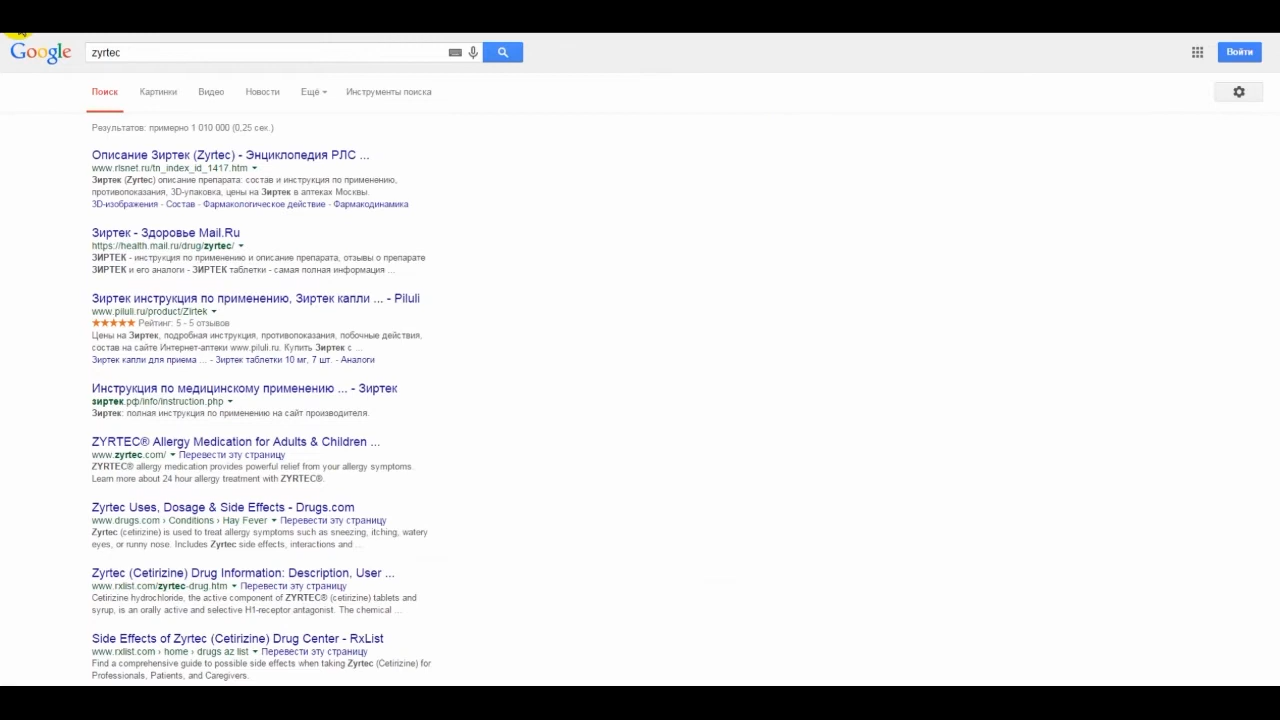 Google zyrtec Войти
Поиск Картинки Видео Новости Ещё Инструменты поиска
Результатов: примерно 1 010 000 (0,25 сек.)
Описание Зиртек (Zyrtec) - Энциклопедия РЛС ...
www.rlsnet.ru/tn_index_id_1417.htm
Зиртек (Zyrtec) описание препарата: состав и инструкция по применению,
противопоказания, 3D-упаковка, цены на Зиртек в аптеках Москвы.
3D-изображения - Состав - Фармакологическое действие - Фармакодинамика
Зиртек - Здоровье Mail.Ru
https://health.mail.ru/drug/zyrtec/
ЗИРТЕК - инструкция по применению и описание препарата, отзывы о препарате
ЗИРТЕК и его аналоги - ЗИРТЕК таблетки - самая полная информация ...
Зиртек инструкция по применению, Зиртек капли ... - Piluli
www.piluli.ru/product/Zirtek
Рейтинг: 5 - 5 отзывов
Цены на Зиртек, подробная инструкция, противопоказания, побочные действия,
состав на сайте Интернет-аптеки www.piluli.ru. Купить Зиртек с ...
Зиртек капли для приема ... - Зиртек таблетки 10 мг, 7 шт. - Аналоги
Инструкция по медицинскому применению ... - Зиртек
зиртек.рф/info/instruction.php
Зиртек: полная инструкция по применению на сайт производителя.
ZYRTEC® Allergy Medication for Adults & Children ...
www.zyrtec.com/ Перевести эту страницу
ZYRTEC® allergy medication provides powerful relief from your allergy symptoms.
Learn more about 24 hour allergy treatment with ZYRTEC®.
Zyrtec Uses, Dosage & Side Effects - Drugs.com
www.drugs.com › Conditions › Hay Fever Перевести эту страницу
Zyrtec (cetirizine) is used to treat allergy symptoms such as sneezing, itching, watery
eyes, or runny nose. Includes Zyrtec side effects, interactions and ...
Zyrtec (Cetirizine) Drug Information: Description, User ...
www.rxlist.com/zyrtec-drug.htm Перевести эту страницу
Cetirizine hydrochloride, the active component of ZYRTEC® (cetirizine) tablets and
syrup, is an orally active and selective H1-receptor antagonist. The chemical ...
Side Effects of Zyrtec (Cetirizine) Drug Center - RxList
www.rxlist.com › home › drugs az list Перевести эту страницу
Find a comprehensive guide to possible side effects when taking Zyrtec (Cetirizine) for
Professionals, Patients, and Caregivers.